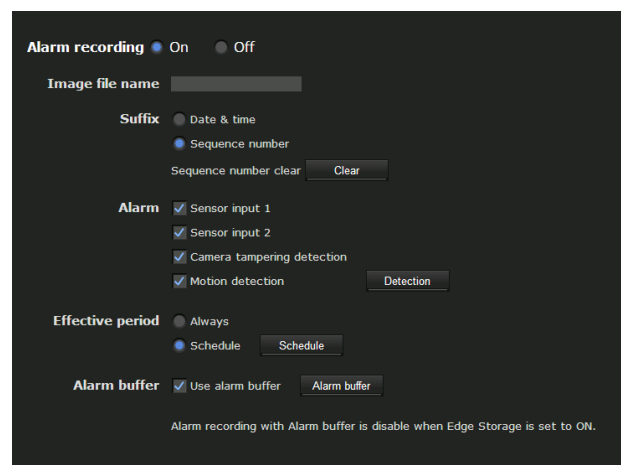 Alarm recording On Off
Image file name
Suffix Date & time
Sequence number
Sequence number clear Clear
Alarm Sensor input 1
Sensor input 2
Camera tampering detection
Motion detection Detection
Effective period Always
Schedule Schedule
Alarm buffer Use alarm buffer Alarm buffer
Alarm recording with Alarm buffer is disable when Edge Storage is set to ON.